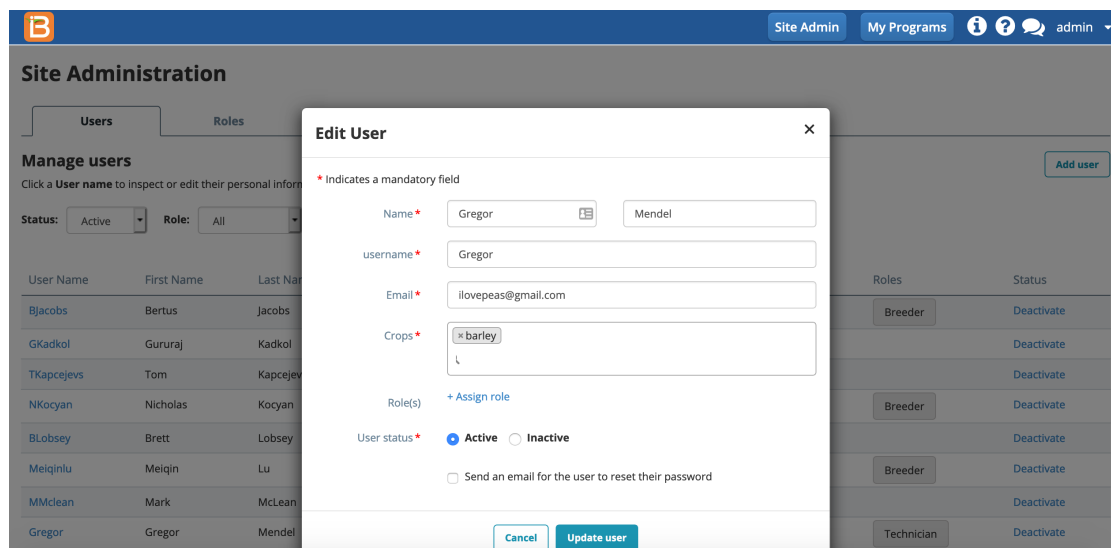 B
Site Admin My Programs i ? admin
Site Administration
Users Roles
Manage users
Click a User name to inspect or edit their personal inform
Add user
Status: Active Role: All
User Name First Name Last Nam Roles Status
BJacobs Bertus Jacobs Breeder Deactivate
GKadkol Gururaj Kadkol Deactivate
TKapcejevs Tom Kapcejev Deactivate
NKocyan Nicholas Kocyan Breeder Deactivate
BLobsey Brett Lobsey Deactivate
Meiqinlu Meiqin Lu Breeder Deactivate
MMclean Mark McLean Deactivate
Gregor Gregor Mendel Technician Deactivate
Edit User ×
* Indicates a mandatory field
Name * Gregor Mendel
username * Gregor
Email * ilovepeas@gmail.com
Crops * × barley
Role(s) + Assign role
User status * Active Inactive
Send an email for the user to reset their password
Cancel Update user